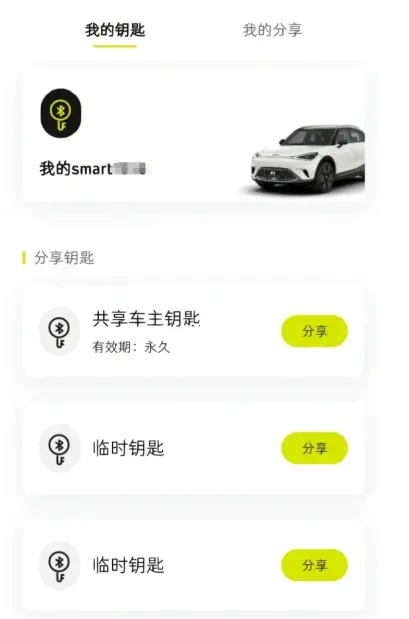 我的钥匙
我的分享
我的smart
分享钥匙
共享车主钥匙
有效期：永久
分享
临时钥匙
分享
临时钥匙
分享